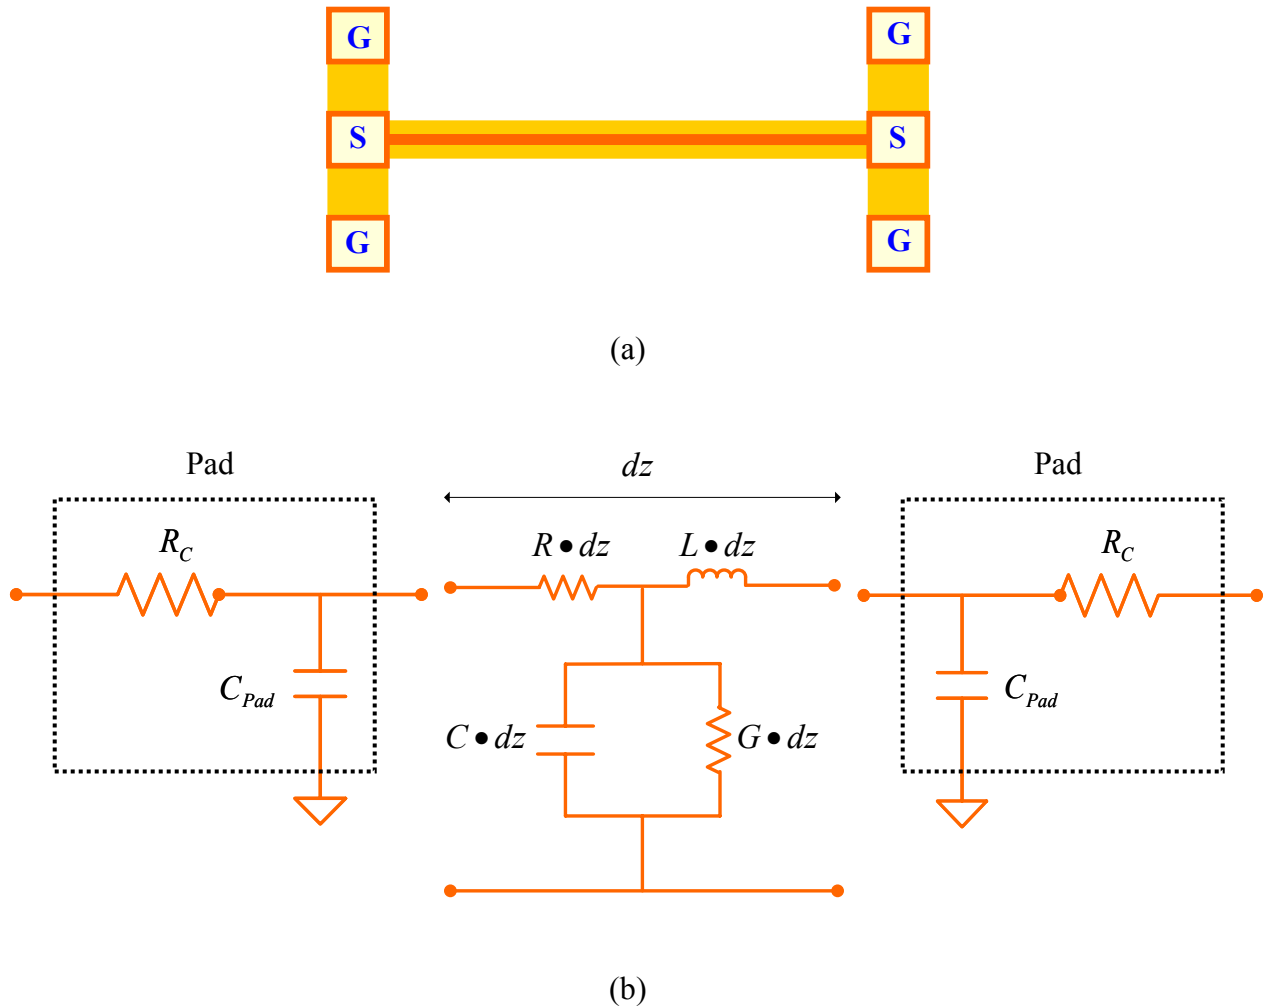 G G
S S
G G
(a)
Pad dz Pad
R_C R • dz L • dz R_C
C_Pad C • dz G • dz C_Pad
(b)